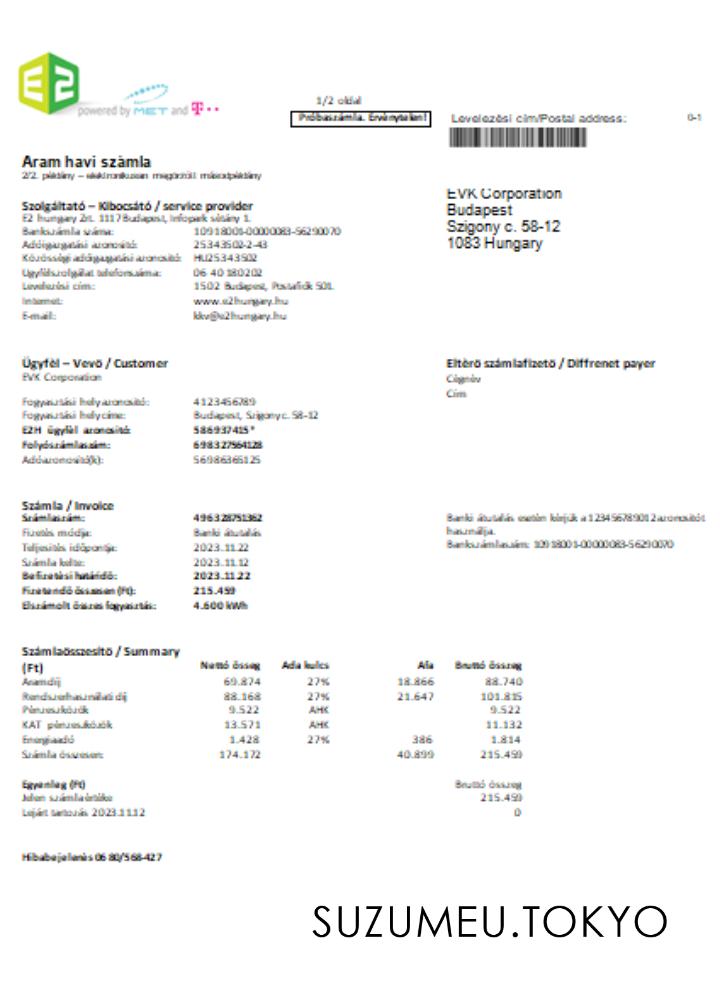 E2
powered by MET and T··
1/2 oldal
Próbaszámla. Érvénytelen!
Levelezési cím/Postal address:
0-1
Aram havi számla
2/2. példány – elektronikusan megőrzött másodpéldány
EVK Corporation
Budapest
Szigony c. 58-12
1083 Hungary
Szolgáltató – Kibocsátó / service provider
E2 hungary Zrt. 1117 Budapest, Infopark sétány 1.
Bankszámla száma: 10918001-00000083-56290070
Adóigazgatási azonosító: 25343502-2-43
Közösségi adóigazgatási azonosító: HU25343502
Ügyfélszolgálat telefonszáma: 06 40 180202
Levelezési cím: 1502 Budapest, Postafiók 501.
Internet: www.e2hungary.hu
E-mail: kkv@e2hungary.hu
Ügyfél – Vevő / Customer
EVK Corporation
Eltérő számlafizető / Diffrenet payer
Cégnév
Cím
Fogyasztási hely azonosító: 4123456789
Fogyasztási hely címe: Budapest, Szigony c. 58-12
E2H ügyfél azonosító: 586937415*
Folyószámlaszám: 698327564128
Adóazonosító(k): 56986365125
Számla / Invoice
Számlaszám: 496328751362
Fizetés módja: Banki átutalás
Teljesítés időpontja: 2023.11.22
Számla kelte: 2023.11.12
Befizetési határidő: 2023.11.22
Fizetendő összesen (Ft): 215.459
Elszámolt összes fogyasztás: 4.600 kWh
Banki átutalás esetén kérjük a 123456789012 azonosítót
használja.
Bankszámlaszám: 10918001-00000083-56290070
Számlaösszesítő / Summary
(Ft) Nettó összeg Ada kulcs Afa Bruttó összeg
Aramdíj 69.874 27% 18.866 88.740
Rendszerhasználati díj 88.168 27% 21.647 101.815
Pénzeszközök 9.522 AHK 9.522
KAT pénzeszközök 13.571 AHK 11.132
Energiaadó 1.428 27% 386 1.814
Számla összesen: 174.172 40.899 215.459
Egyenleg (Ft) Bruttó összeg
Jelen számla értéke 215.459
Lejárt tartozás 2023.11.12 0
Hibabejelenés 06 80/568-427
SUZUMEU.TOKYO